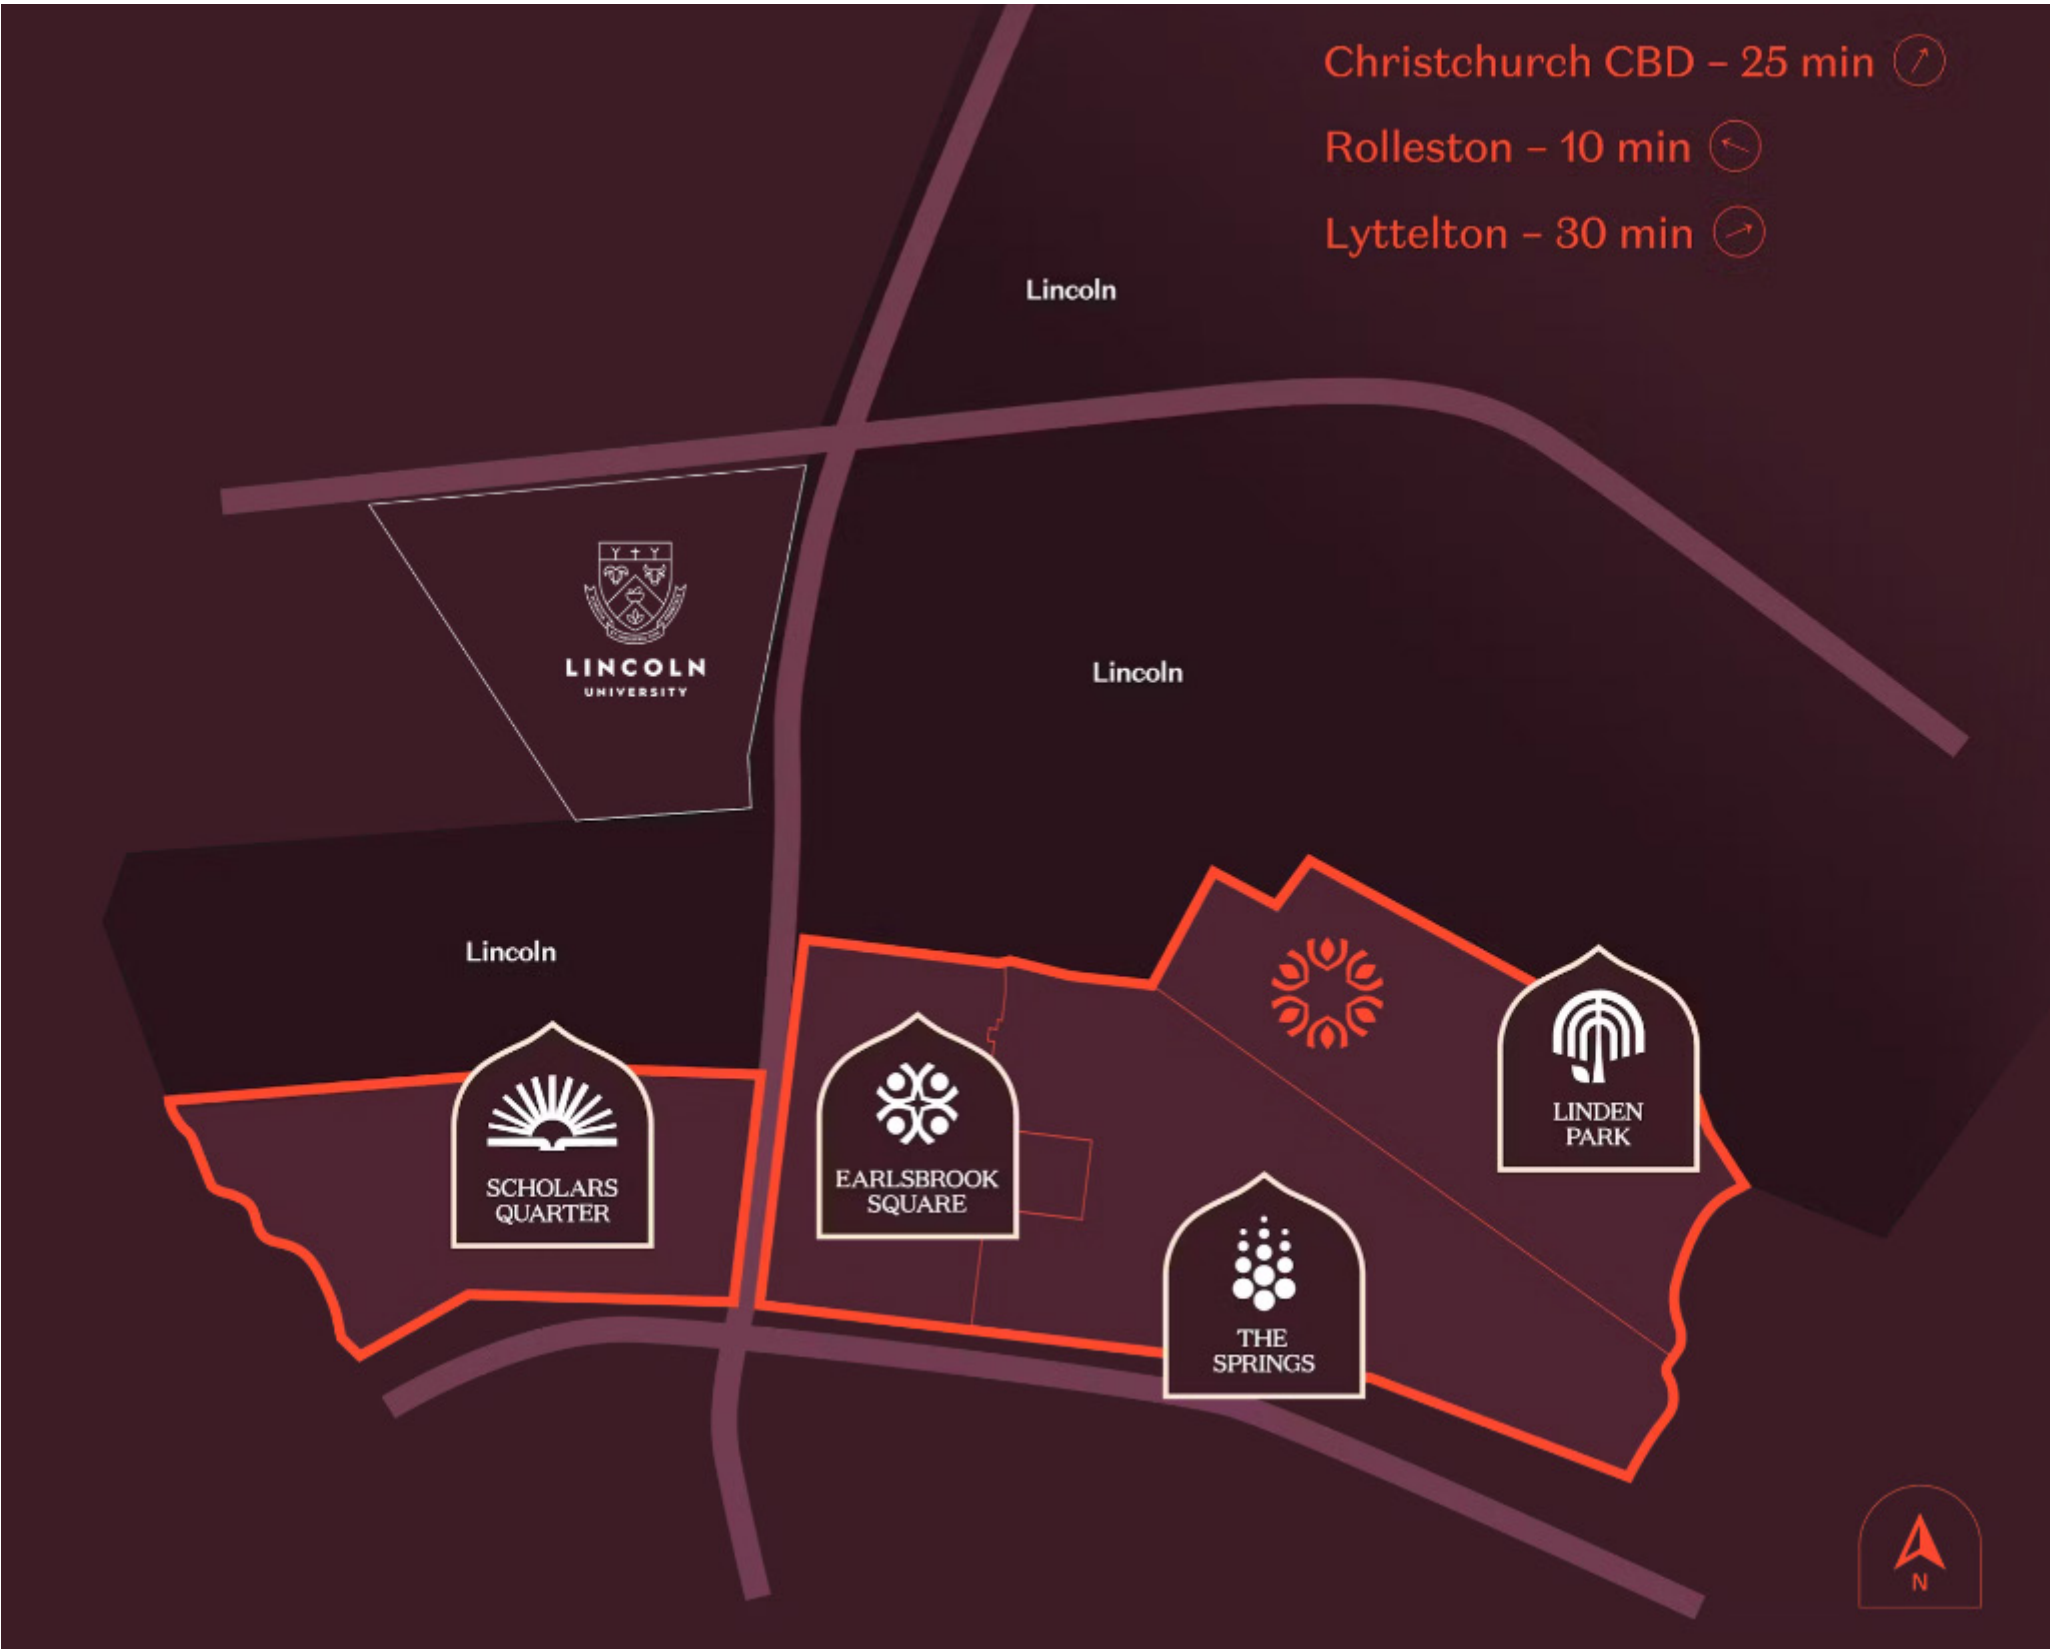 Christchurch CBD – 25 min
Rolleston – 10 min
Lyttelton – 30 min
Lincoln
LINCOLN
UNIVERSITY
Lincoln
Lincoln
SCHOLARS
QUARTER
EARLSBROOK
SQUARE
THE
SPRINGS
LINDEN
PARK
N